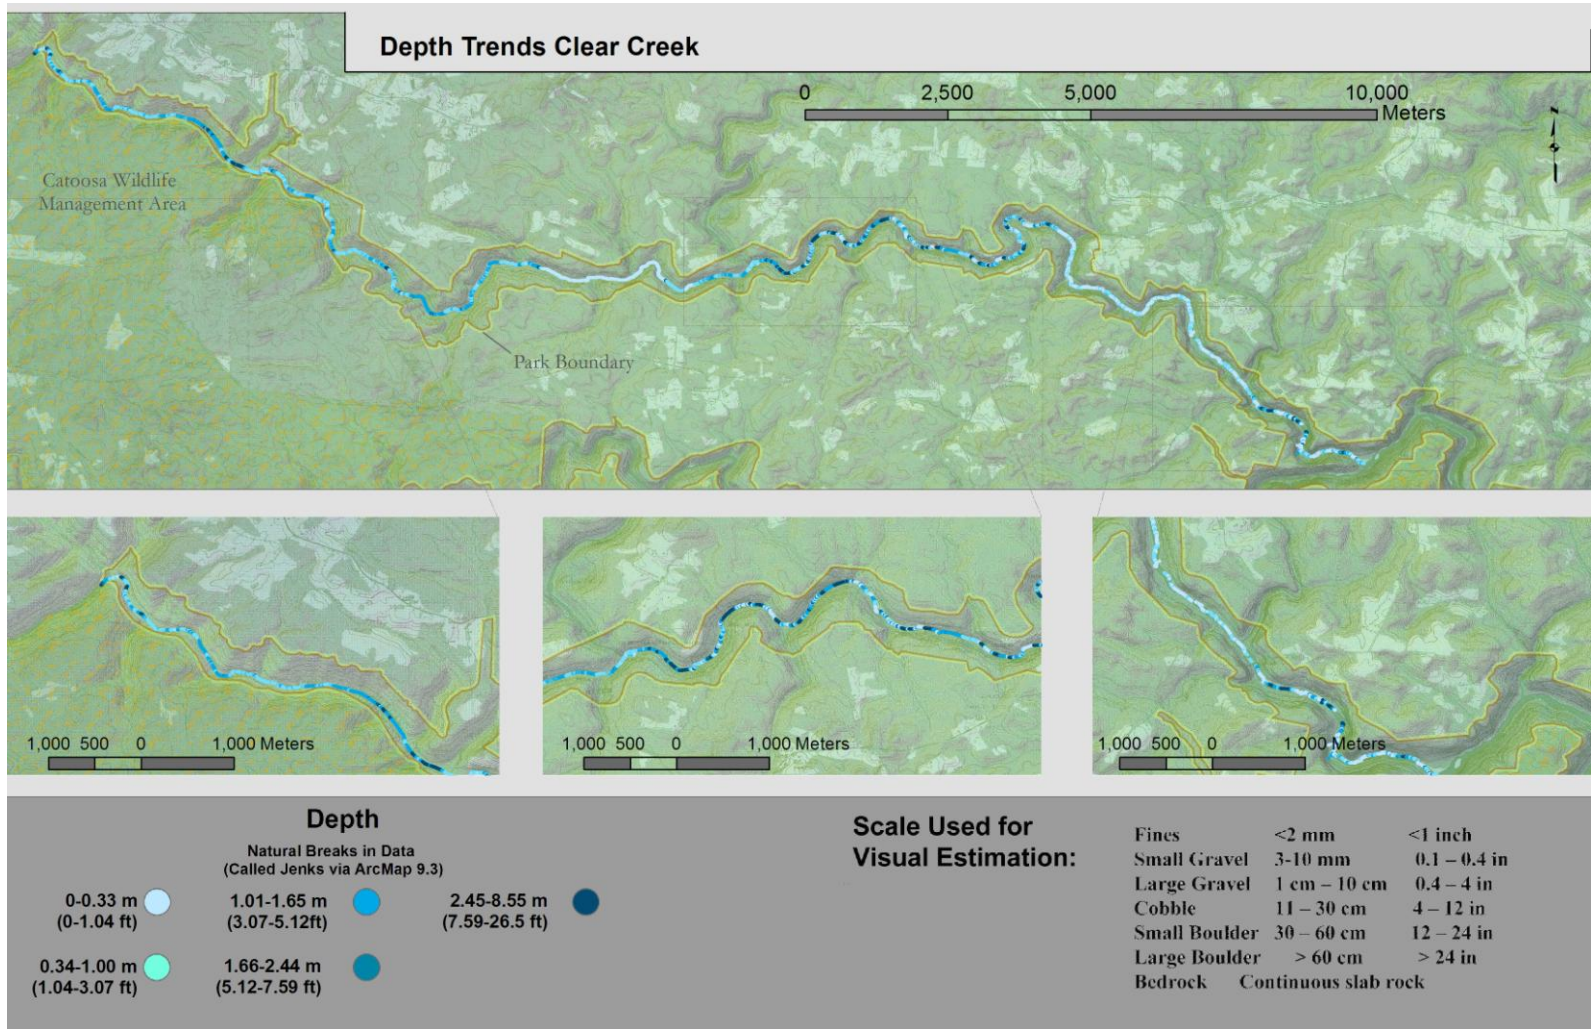 Depth Trends Clear Creek
0 2,500 5,000 10,000
Meters
N
Catoosa Wildlife
Management Area
Park Boundary
1,000 500 0 1,000 Meters
1,000 500 0 1,000 Meters
1,000 500 0 1,000 Meters
Depth
Natural Breaks in Data
(Called Jenks via ArcMap 9.3)
0-0.33 m
(0-1.04 ft)
1.01-1.65 m
(3.07-5.12ft)
2.45-8.55 m
(7.59-26.5 ft)
0.34-1.00 m
(1.04-3.07 ft)
1.66-2.44 m
(5.12-7.59 ft)
Scale Used for
Visual Estimation:
Fines <2 mm <1 inch
Small Gravel 3-10 mm 0.1 – 0.4 in
Large Gravel 1 cm – 10 cm 0.4 – 4 in
Cobble 11 – 30 cm 4 – 12 in
Small Boulder 30 – 60 cm 12 – 24 in
Large Boulder > 60 cm > 24 in
Bedrock Continuous slab rock